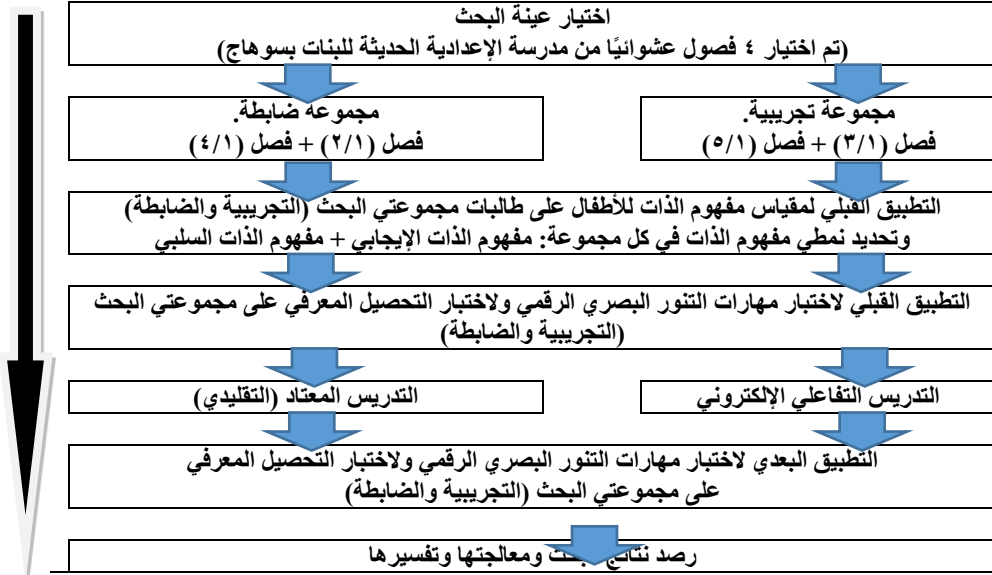 اختيار عينة البحث
(تم اختيار ٤ فصول عشوائيًا من مدرسة الإعدادية الحديثة للبنات بسوهاج)
مجموعة تجريبية.
فصل (٣/١) + فصل (٥/١)
مجموعة ضابطة.
فصل (٢/١) + فصل (٤/١)
التطبيق القبلي لمقياس مفهوم الذات للأطفال على طالبات مجموعتي البحث (التجريبية والضابطة)
وتحديد نمطي مفهوم الذات في كل مجموعة: مفهوم الذات الإيجابي + مفهوم الذات السلبي
التطبيق القبلي لاختبار مهارات التنور البصري الرقمي ولاختبار التحصيل المعرفي على مجموعتي البحث
(التجريبية والضابطة)
التدريس التفاعلي الإلكتروني
التدريس المعتاد (التقليدي)
التطبيق البعدي لاختبار مهارات التنور البصري الرقمي ولاختبار التحصيل المعرفي
على مجموعتي البحث (التجريبية والضابطة)
رصد نتائج ومعالجتها وتفسيرها